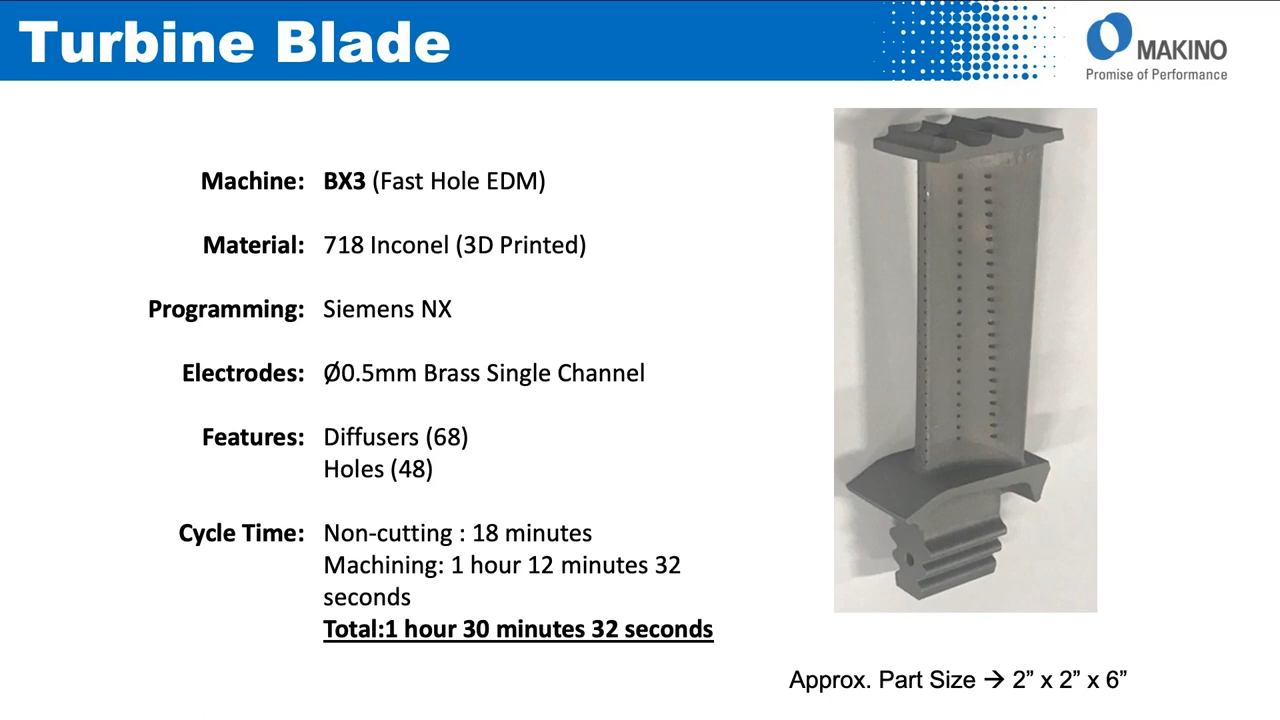 Turbine Blade
MAKINO
Promise of Performance
Machine: BX3 (Fast Hole EDM)
Material: 718 Inconel (3D Printed)
Programming: Siemens NX
Electrodes: Ø0.5mm Brass Single Channel
Features: Diffusers (68)
Holes (48)
Cycle Time: Non-cutting : 18 minutes
Machining: 1 hour 12 minutes 32
seconds
Total:1 hour 30 minutes 32 seconds
Approx. Part Size → 2” x 2” x 6”